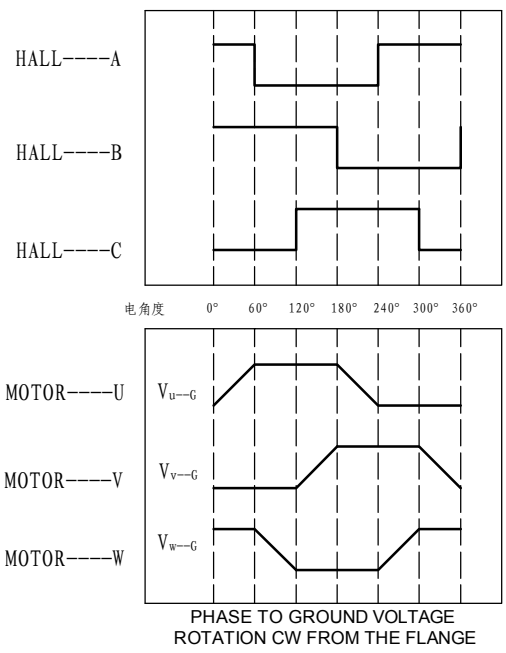 HALL----A
HALL----B
HALL----C
电角度 0° 60° 120° 180° 240° 300° 360°
MOTOR----U Vu--G
MOTOR----V Vv--G
MOTOR----W Vw--G
PHASE TO GROUND VOLTAGE
ROTATION CW FROM THE FLANGE